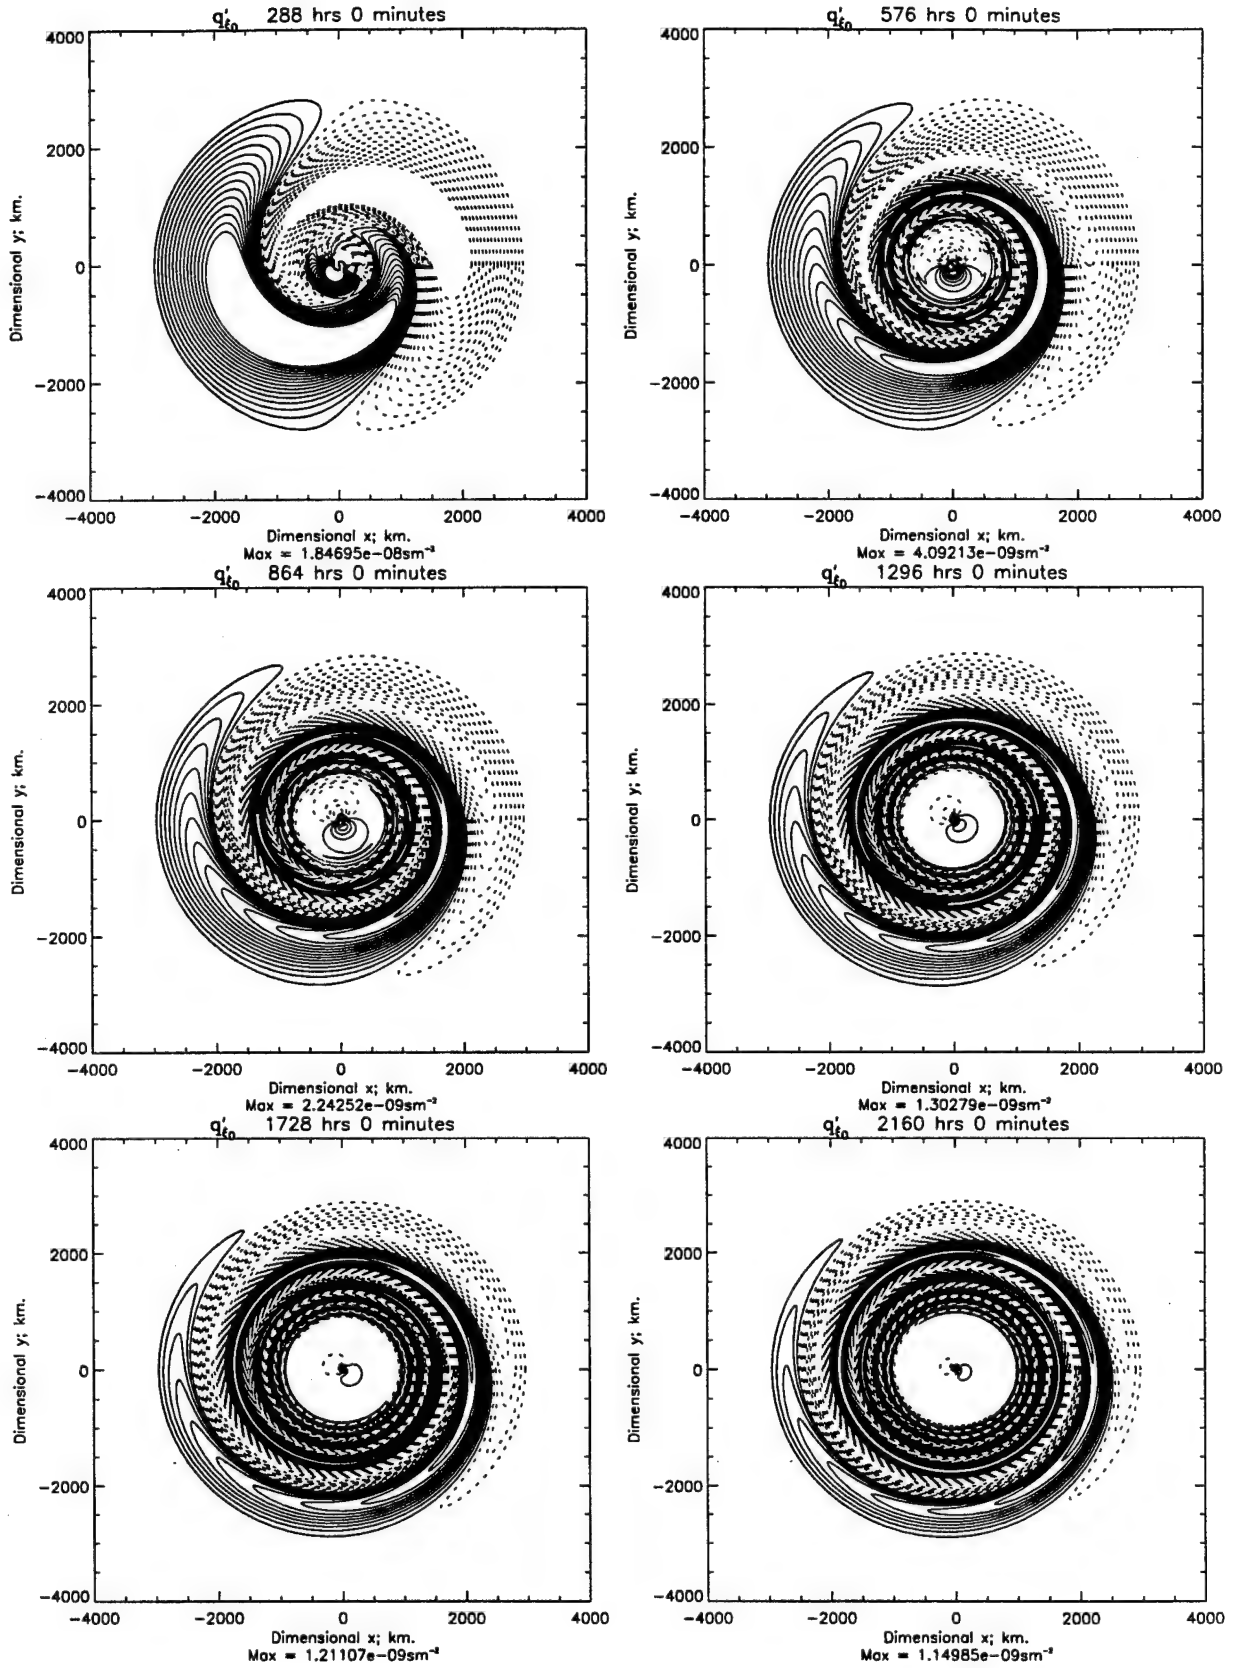 q'ξ0 288 hrs 0 minutes
4000
2000
0
−2000
−4000
Dimensional y; km.
−4000 −2000 0 2000 4000
Dimensional x; km.
Max = 1.84695e−08sm⁻²
q'ξ0 576 hrs 0 minutes
4000
2000
0
−2000
−4000
Dimensional y; km.
−4000 −2000 0 2000 4000
Dimensional x; km.
Max = 4.09213e−09sm⁻²
q'ξ0 864 hrs 0 minutes
4000
2000
0
−2000
−4000
Dimensional y; km.
−4000 −2000 0 2000 4000
Dimensional x; km.
Max = 2.24252e−09sm⁻²
q'ξ0 1296 hrs 0 minutes
4000
2000
0
−2000
−4000
Dimensional y; km.
−4000 −2000 0 2000 4000
Dimensional x; km.
Max = 1.30279e−09sm⁻²
q'ξ0 1728 hrs 0 minutes
4000
2000
0
−2000
−4000
Dimensional y; km.
−4000 −2000 0 2000 4000
Dimensional x; km.
Max = 1.21107e−09sm⁻²
q'ξ0 2160 hrs 0 minutes
4000
2000
0
−2000
−4000
Dimensional y; km.
−4000 −2000 0 2000 4000
Dimensional x; km.
Max = 1.14985e−09sm⁻²